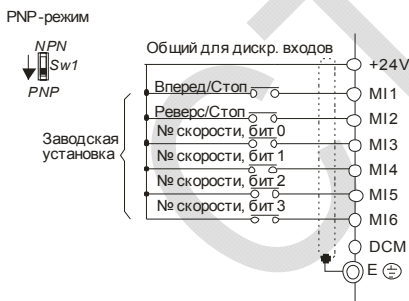 PNP-режим
NPN
Sw1
PNP
Общий для дискр. входов
+24V
Вперед/Стоп
MI1
Реверс/Стоп
MI2
№ скорости, бит 0
MI3
Заводская
установка
№ скорости, бит 1
MI4
№ скорости, бит 2
MI5
№ скорости, бит 3
MI6
DCM
E